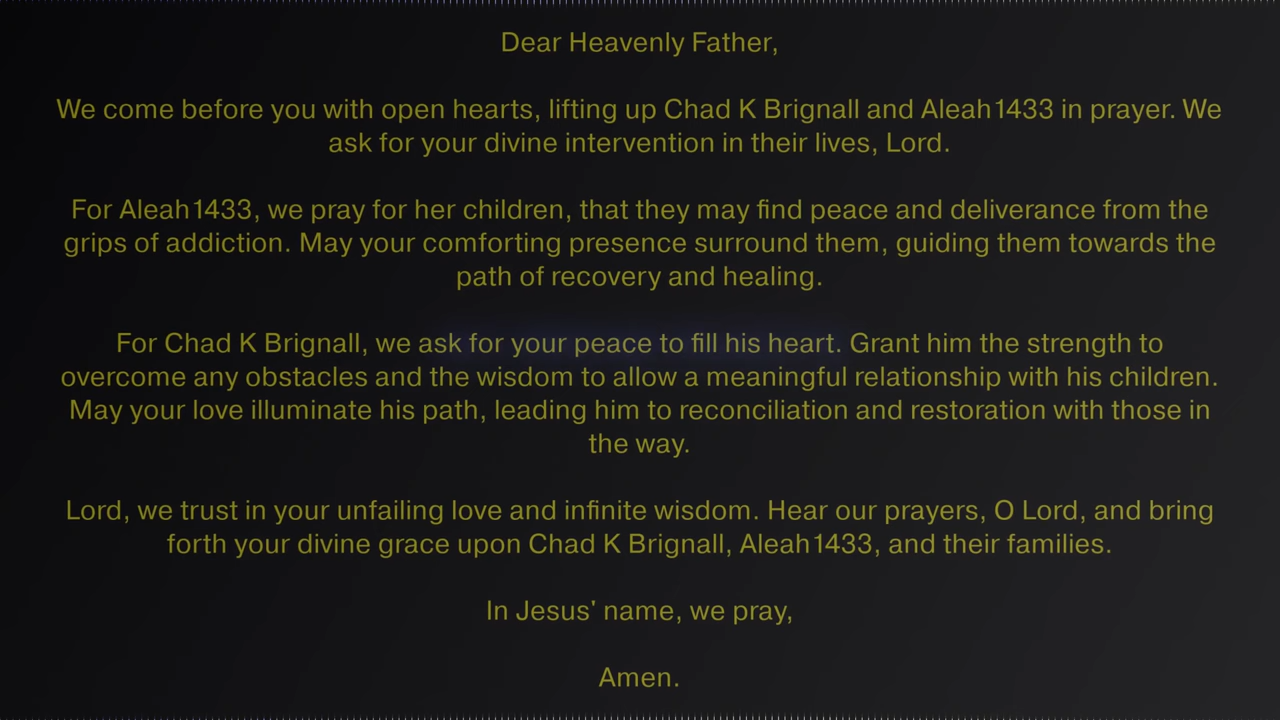 Dear Heavenly Father,
We come before you with open hearts, lifting up Chad K Brignall and Aleah1433 in prayer. We
ask for your divine intervention in their lives, Lord.
For Aleah1433, we pray for her children, that they may find peace and deliverance from the
grips of addiction. May your comforting presence surround them, guiding them towards the
path of recovery and healing.
For Chad K Brignall, we ask for your peace to fill his heart. Grant him the strength to
overcome any obstacles and the wisdom to allow a meaningful relationship with his children.
May your love illuminate his path, leading him to reconciliation and restoration with those in
the way.
Lord, we trust in your unfailing love and infinite wisdom. Hear our prayers, O Lord, and bring
forth your divine grace upon Chad K Brignall, Aleah1433, and their families.
In Jesus' name, we pray,
Amen.